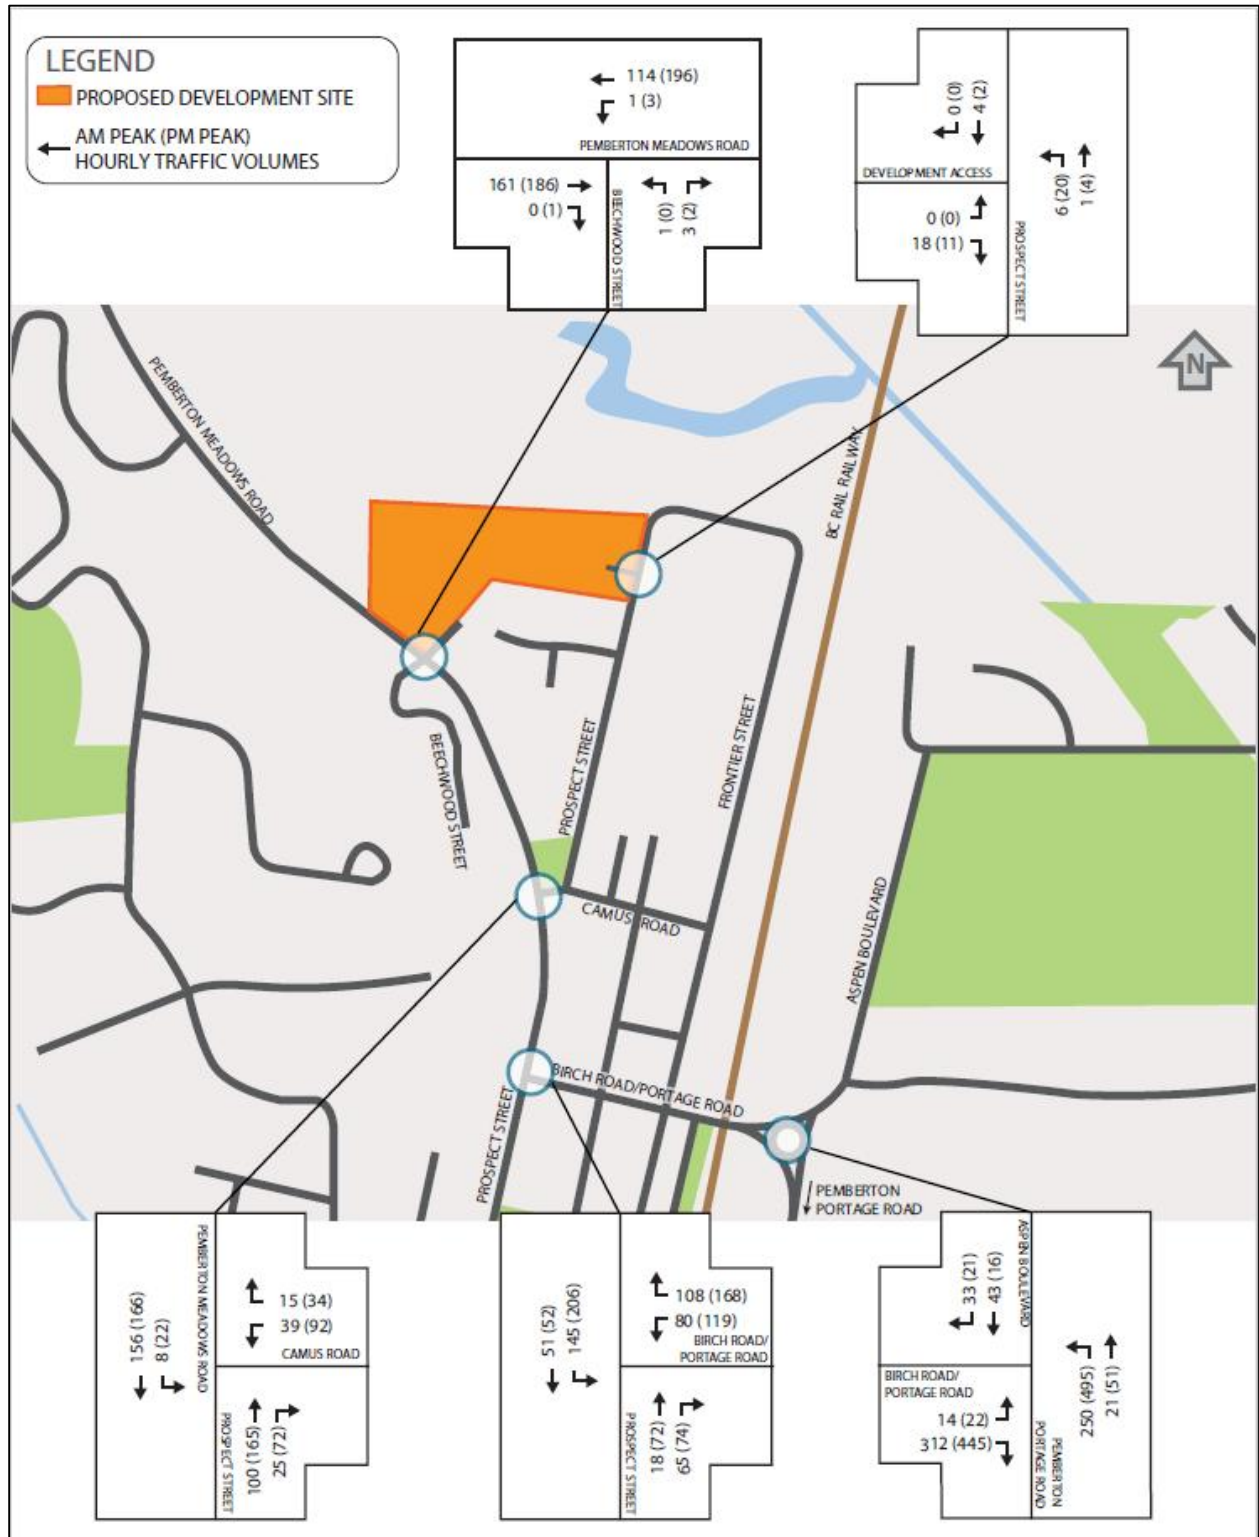 LEGEND
PROPOSED DEVELOPMENT SITE
AM PEAK (PM PEAK)
HOURLY TRAFFIC VOLUMES
114 (196)
1 (3)
PEMBERTON MEADOWS ROAD
161 (186)
0 (1)
BEECHWOOD STREET
1 (0)
3 (2)
0 (0)
4 (2)
DEVELOPMENT ACCESS
0 (0)
18 (11)
PROSPECT STREET
6 (20)
1 (4)
N
PEMBERTON MEADOWS ROAD
BC RAIL RAILWAY
BEECHWOOD STREET
PROSPECT STREET
FRONTIER STREET
CAMUS ROAD
ASPEN BOULEVARD
BIRCH ROAD/PORTAGE ROAD
PROSPECT STREET
PEMBERTON
PORTAGE ROAD
156 (166)
8 (22)
PEMBERTON MEADOWS ROAD
15 (34)
39 (92)
CAMUS ROAD
PROSPECT STREET
100 (165)
25 (72)
51 (52)
145 (206)
108 (168)
80 (119)
BIRCH ROAD/
PORTAGE ROAD
PROSPECT STREET
18 (72)
65 (74)
33 (21)
43 (16)
ASPEN BOULEVARD
BIRCH ROAD/
PORTAGE ROAD
14 (22)
312 (445)
PEMBERTON
PORTAGE ROAD
250 (495)
21 (51)